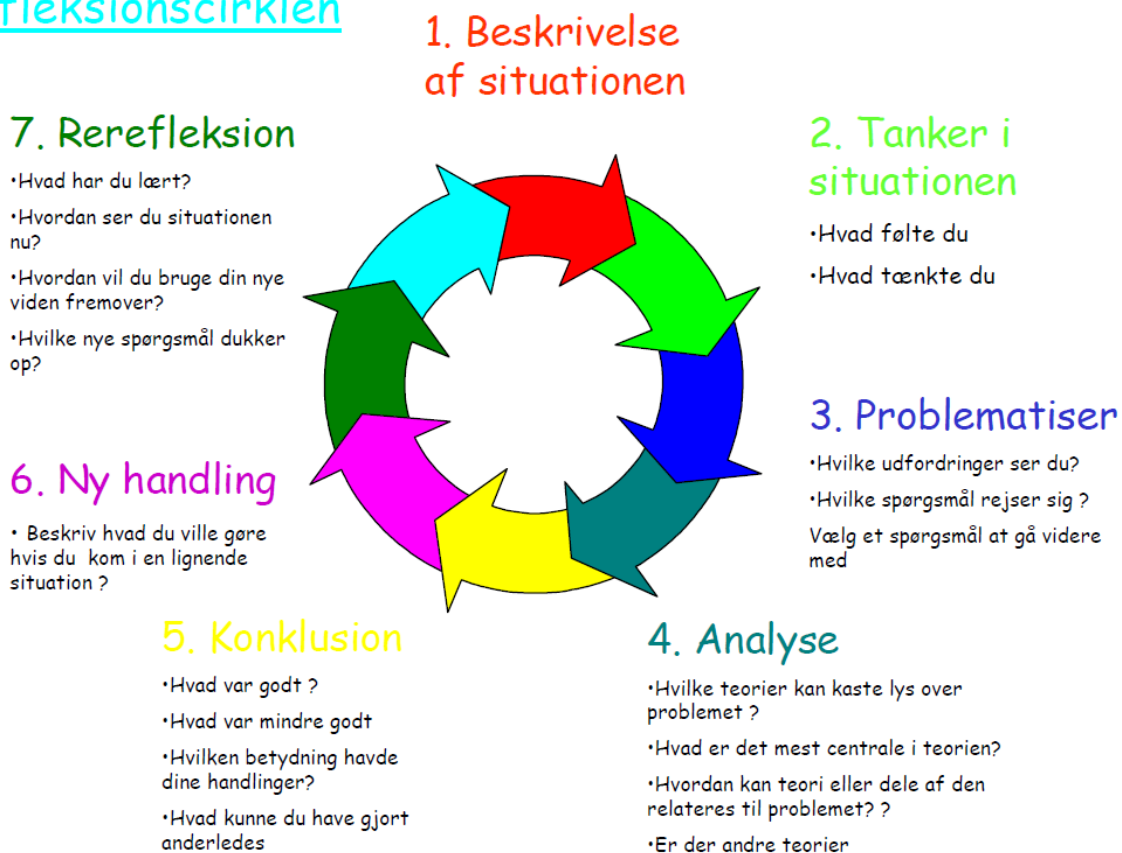 fleksionscirklen
1. Beskrivelse
af situationen
2. Tanker i
situationen
•Hvad følte du
•Hvad tænkte du
3. Problematiser
•Hvilke udfordringer ser du?
•Hvilke spørgsmål rejser sig ?
Vælg et spørgsmål at gå videre
med
4. Analyse
•Hvilke teorier kan kaste lys over
problemet ?
•Hvad er det mest centrale i teorien?
•Hvordan kan teori eller dele af den
relateres til problemet? ?
•Er der andre teorier
5. Konklusion
•Hvad var godt ?
•Hvad var mindre godt
•Hvilken betydning havde
dine handlinger?
•Hvad kunne du have gjort
anderledes
6. Ny handling
• Beskriv hvad du ville gøre
hvis du kom i en lignende
situation ?
7. Rerefleksion
•Hvad har du lært?
•Hvordan ser du situationen
nu?
•Hvordan vil du bruge din nye
viden fremover?
•Hvilke nye spørgsmål dukker
op?